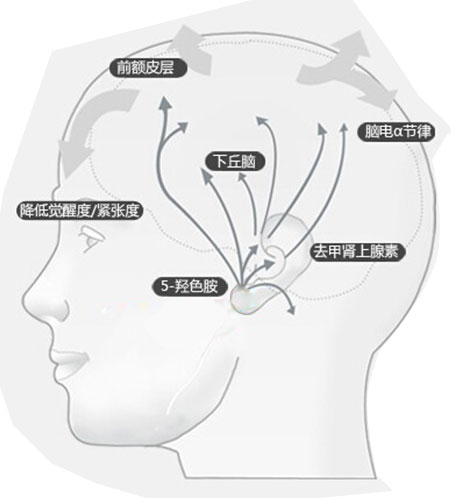 前额皮层
脑电α节律
下丘脑
降低觉醒度/紧张度
去甲肾上腺素
5-羟色胺